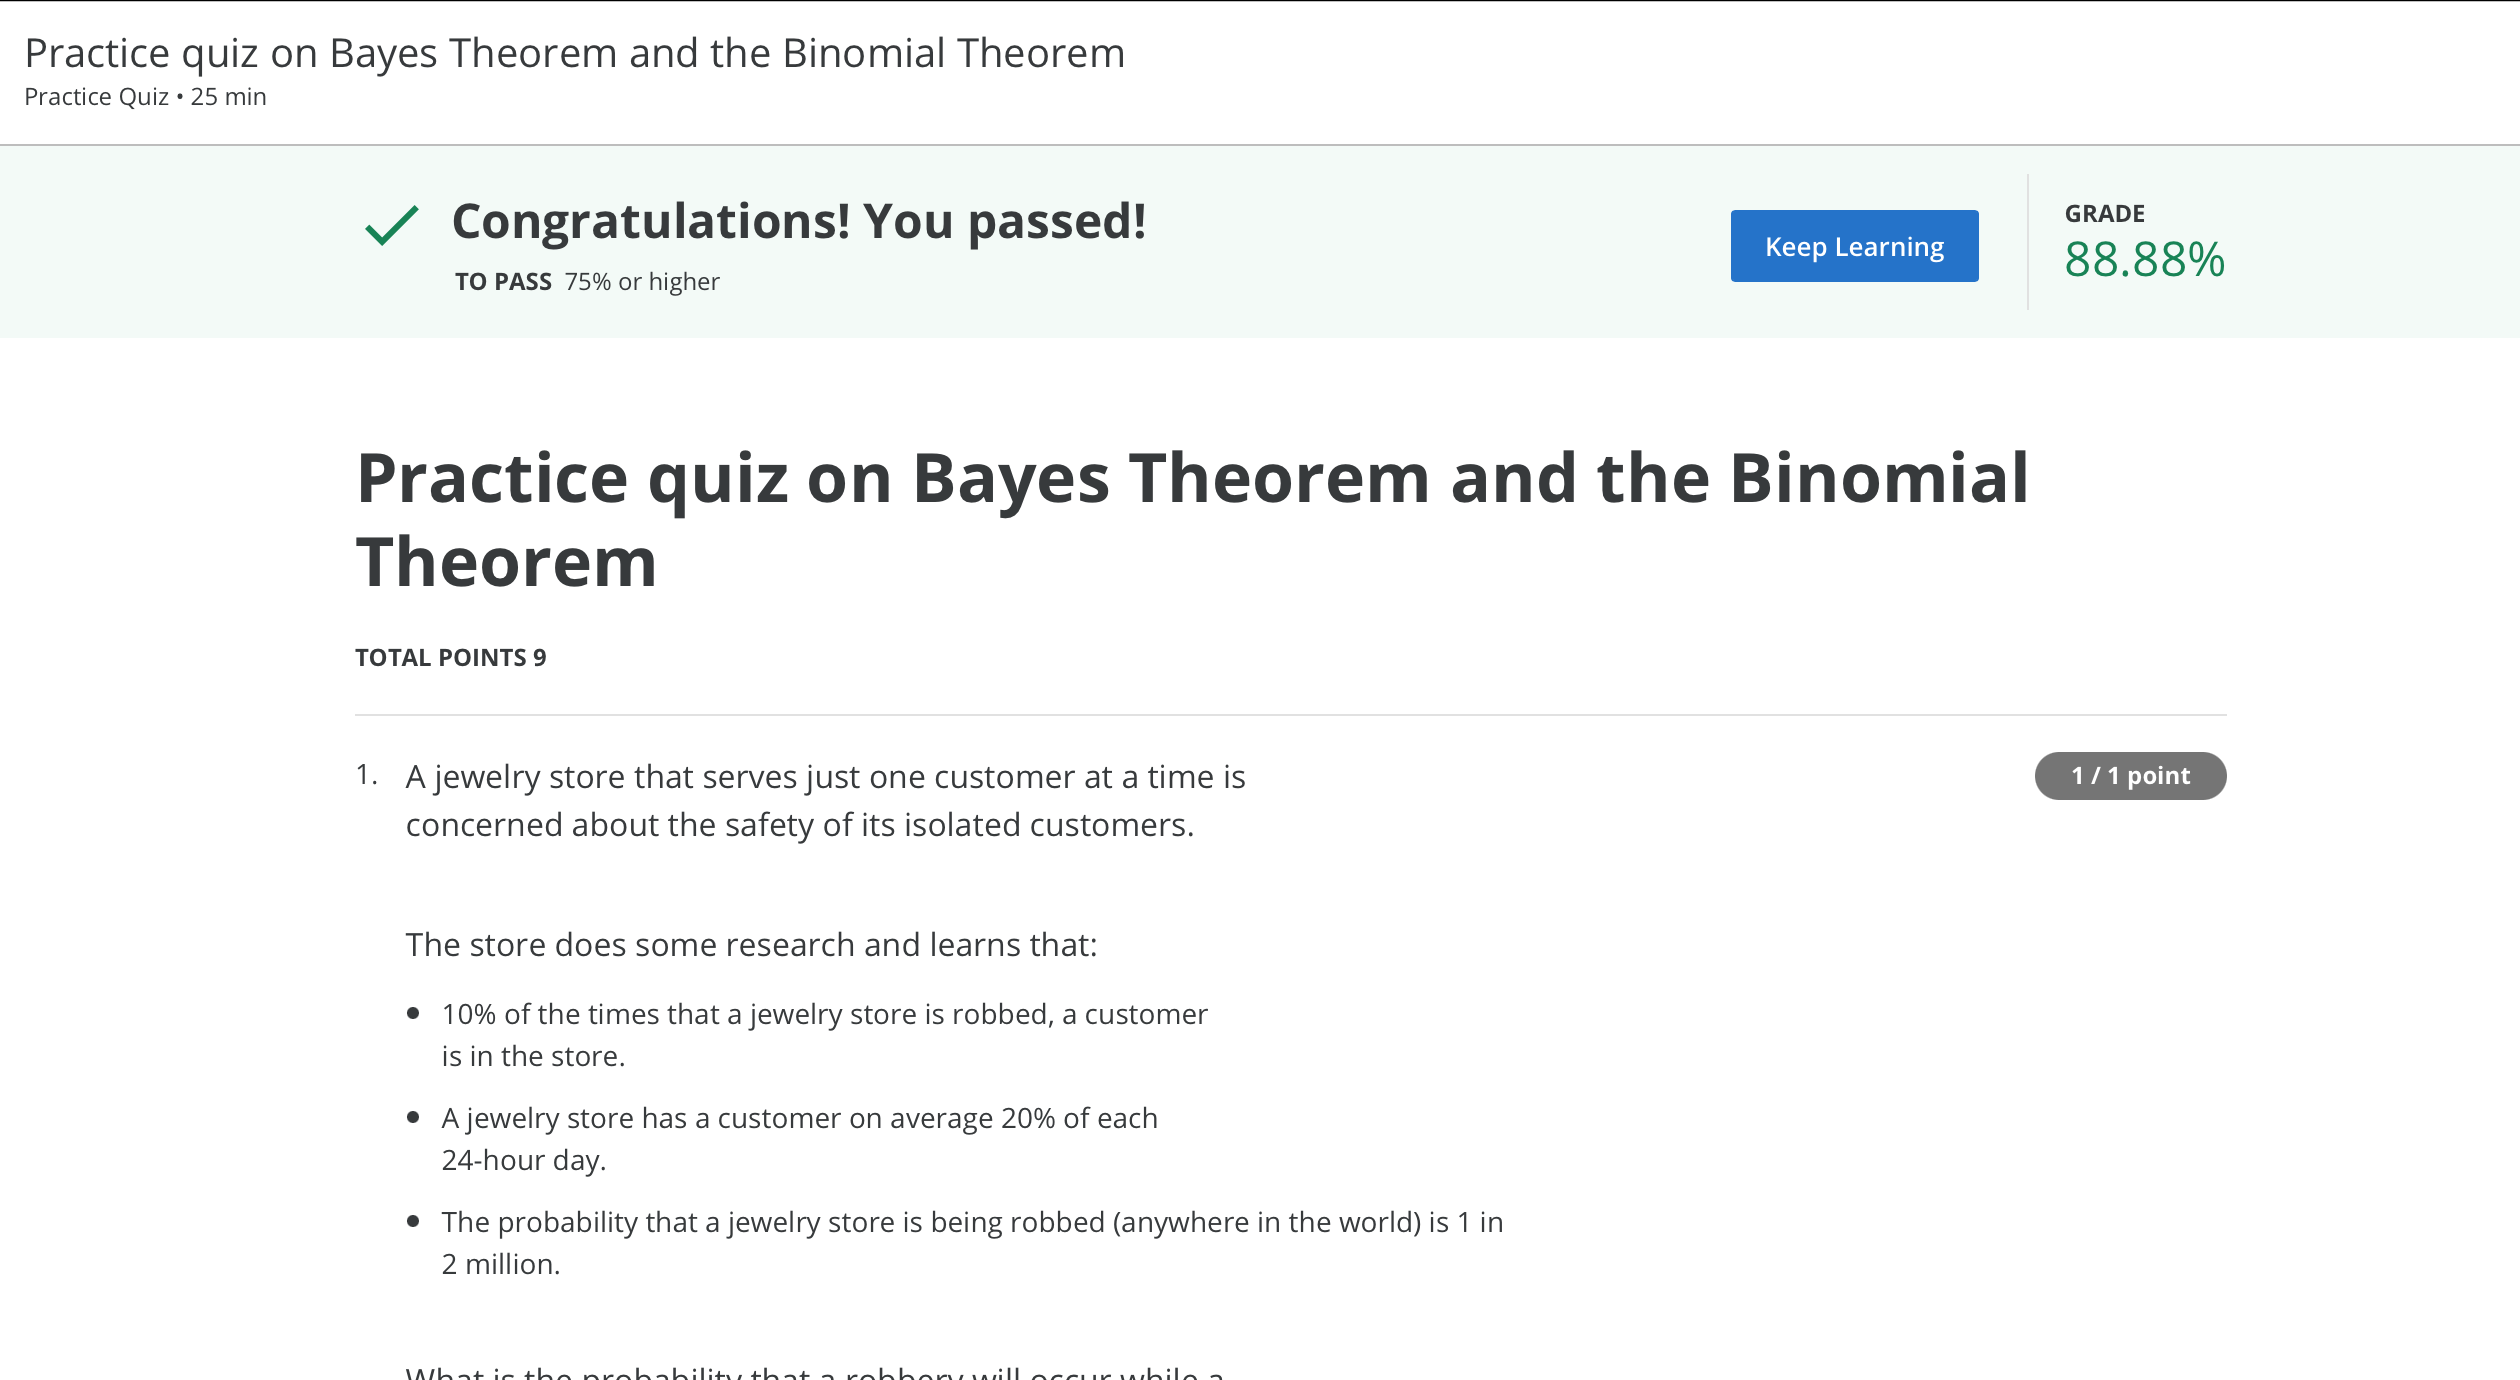 Practice quiz on Bayes Theorem and the Binomial Theorem
Practice Quiz • 25 min
Congratulations! You passed!
TO PASS 75% or higher
Keep Learning
GRADE
88.88%
Practice quiz on Bayes Theorem and the Binomial
Theorem
TOTAL POINTS 9
1. A jewelry store that serves just one customer at a time is
concerned about the safety of its isolated customers.
1 / 1 point
The store does some research and learns that:
• 10% of the times that a jewelry store is robbed, a customer
is in the store.
• A jewelry store has a customer on average 20% of each
24-hour day.
• The probability that a jewelry store is being robbed (anywhere in the world) is 1 in
2 million.
What is the probability that a robbery will occur while a